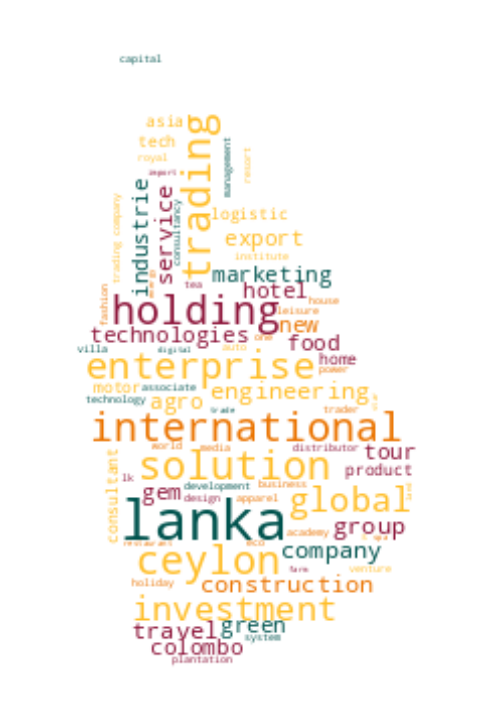 capital
asia
trading
tech
management
royal
resort
import
industrie
service
consultancy
trading company
logistic
export
institute
marketing
tea
hotel
fashion
house
holding
leisure
new
technologies
one
food
villa
digital
auto
home
enterprise
power
motor
associate
engineering
technology
agro
trade
trader
international
world
media
distributor
tour
consultant
solution
product
lk
gem
development
business
design
apparel
global
land
lanka
academy
group
spa
restaurant
eco
company
ceylon
farm
venture
holiday
construction
investment
travel
green
system
colombo
plantation